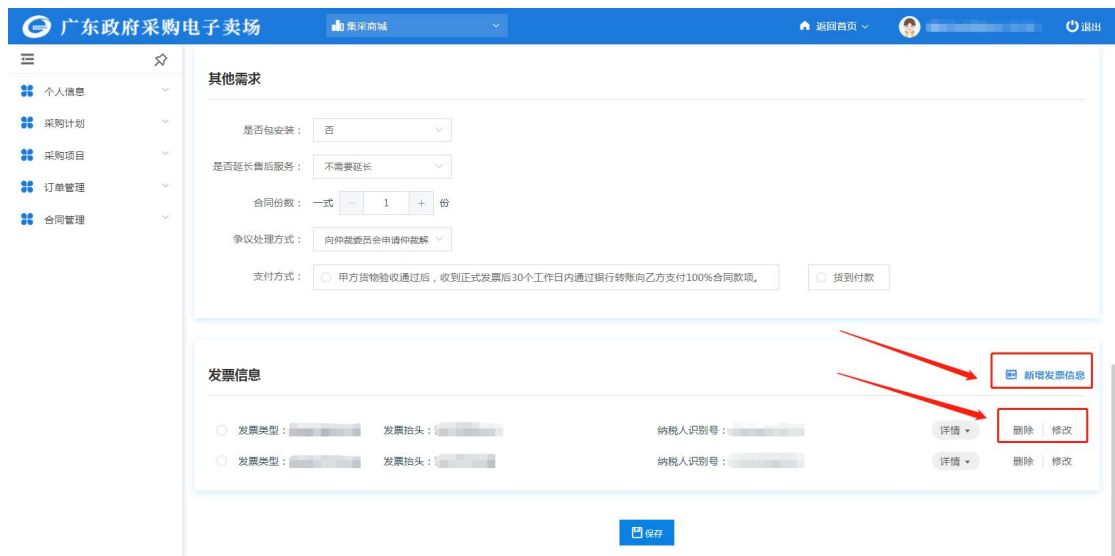 广东政府采购电子卖场 集采商城 返回首页 退出
个人信息
采购计划
采购项目
订单管理
合同管理
其他需求
是否包安装： 否
是否延长售后服务： 不需要延长
合同份数： 一式 － 1 ＋ 份
争议处理方式： 向仲裁委员会申请仲裁解
支付方式： 甲方货物验收通过后，收到正式发票后30个工作日内通过银行转账向乙方支付100%合同款项。 货到付款
发票信息 新增发票信息
发票类型： 发票抬头： 纳税人识别号： 详情 删除 修改
发票类型： 发票抬头： 纳税人识别号： 详情 删除 修改
保存